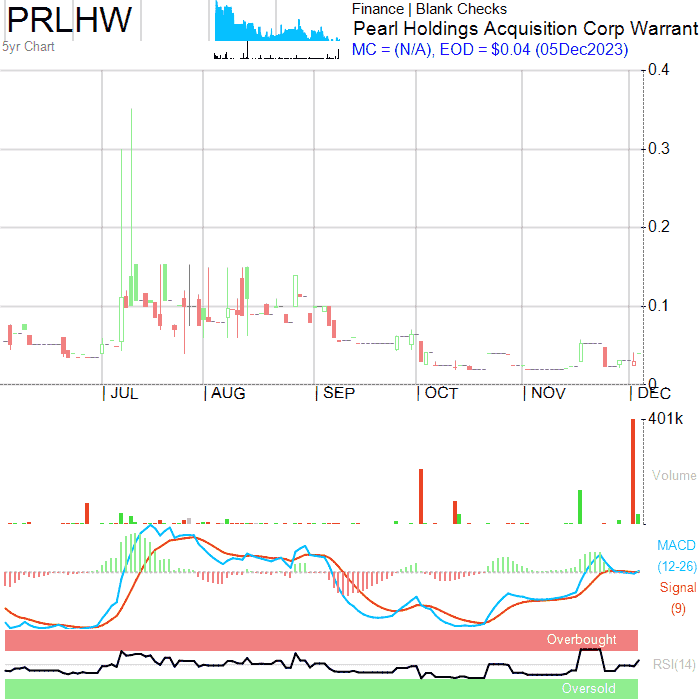 PRLHW
5yr Chart
Finance | Blank Checks
Pearl Holdings Acquisition Corp Warrant
MC = (N/A), EOD = $0.04 (05Dec2023)
0.4
0.3
0.2
0.1
0
JUL AUG SEP OCT NOV DEC
401k
Volume
MACD
(12-26)
Signal
(9)
Overbought
RSI(14)
Oversold